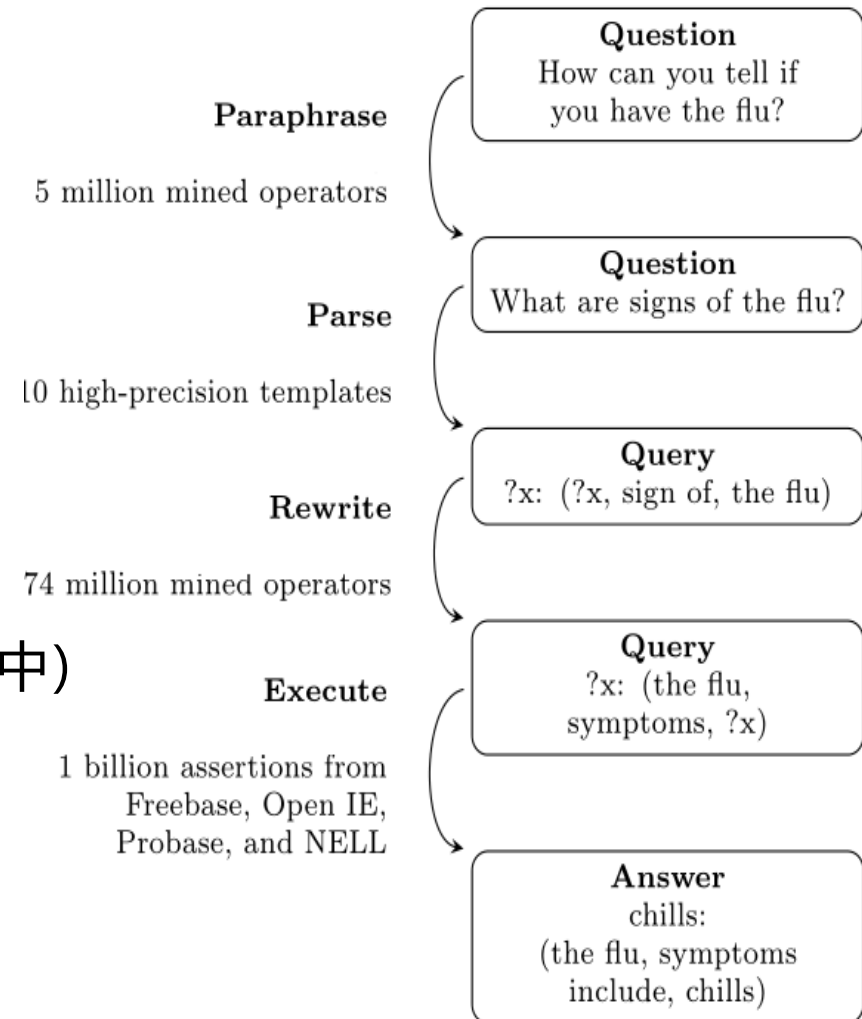 Question
How can you tell if
you have the flu?
Paraphrase
5 million mined operators
Question
What are signs of the flu?
Parse
10 high-precision templates
Query
?x: (?x, sign of, the flu)
Rewrite
74 million mined operators
中)
Query
?x: (the flu,
symptoms, ?x)
Execute
1 billion assertions from
Freebase, Open IE,
Probase, and NELL
Answer
chills:
(the flu, symptoms
include, chills)